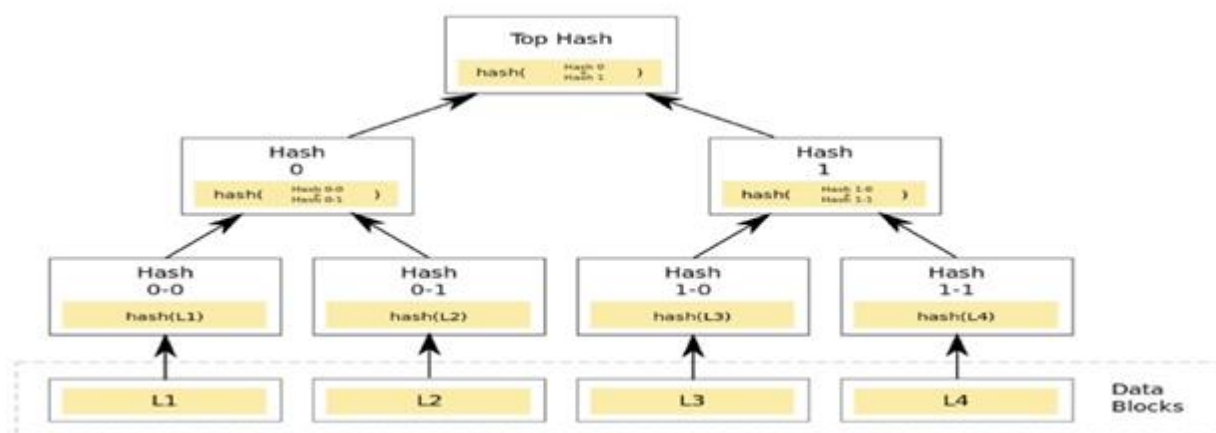 Top Hash
hash( Hash 0 + Hash 1 )
Hash
0
hash( Hash 0-0 + Hash 0-1 )
Hash
1
hash( Hash 1-0 + Hash 1-1 )
Hash
0-0
hash(L1)
Hash
0-1
hash(L2)
Hash
1-0
hash(L3)
Hash
1-1
hash(L4)
L1
L2
L3
L4
Data
Blocks